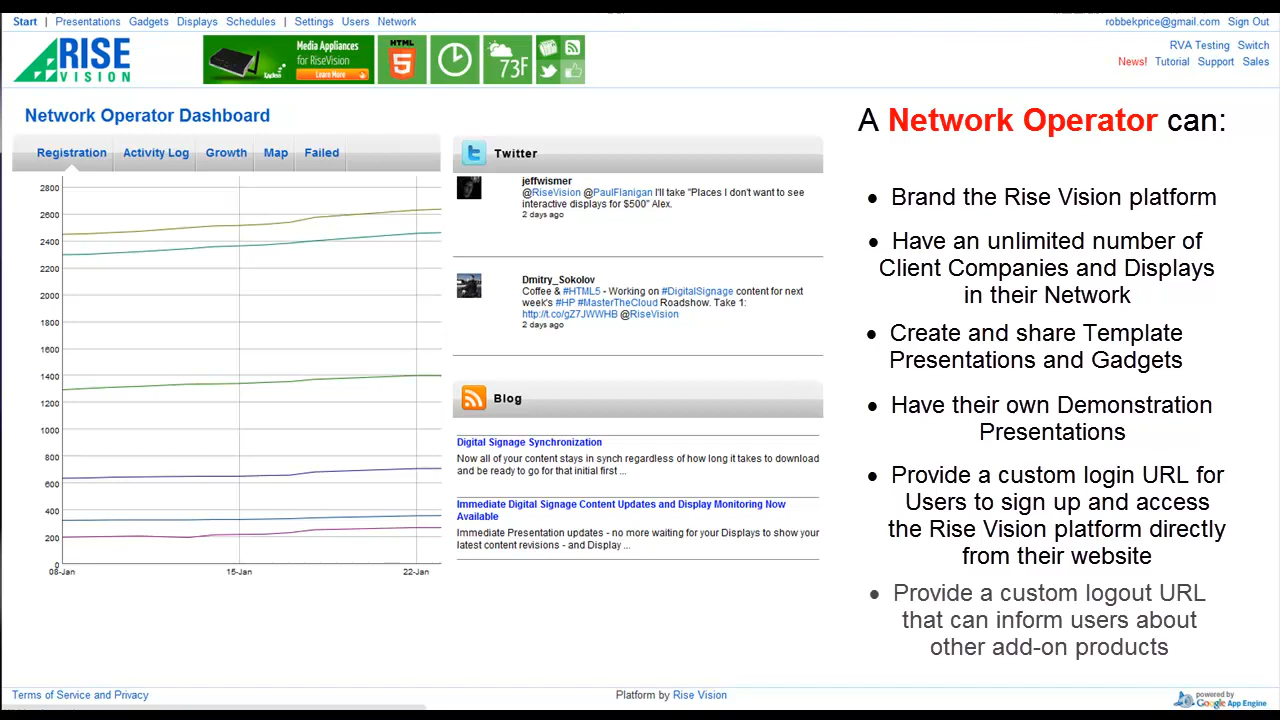 Start | Presentations Gadgets Displays Schedules | Settings Users Network
robbekprice@gmail.com Sign Out
RISE
VISION
Media Appliances
for RiseVision
Learn More
HTML
5
73F
RVA Testing Switch
News! Tutorial Support Sales
Network Operator Dashboard
Registration Activity Log Growth Map Failed
2800
2600
2400
2200
2000
1800
1600
1400
1200
1000
800
600
400
200
0
08-Jan 15-Jan 22-Jan
Twitter
jeffwismer
@RiseVision @PaulFlanigan I'll take "Places I don't want to see
interactive displays for $500" Alex.
2 days ago
Dmitry_Sokolov
Coffee & #HTML5 - Working on #DigitalSignage content for next
week's #HP #MasterTheCloud Roadshow. Take 1:
http://t.co/gZ7JWWHB @RiseVision
2 days ago
Blog
Digital Signage Synchronization
Now all of your content stays in synch regardless of how long it takes to download
and be ready to go for that initial first ...
Immediate Digital Signage Content Updates and Display Monitoring Now
Available
Immediate Presentation updates - no more waiting for your Displays to show your
latest content revisions - and Display ...
A Network Operator can:
• Brand the Rise Vision platform
• Have an unlimited number of
Client Companies and Displays
in their Network
• Create and share Template
Presentations and Gadgets
• Have their own Demonstration
Presentations
• Provide a custom login URL for
Users to sign up and access
the Rise Vision platform directly
from their website
• Provide a custom logout URL
that can inform users about
other add-on products
Terms of Service and Privacy
Platform by Rise Vision
powered by
Google App Engine